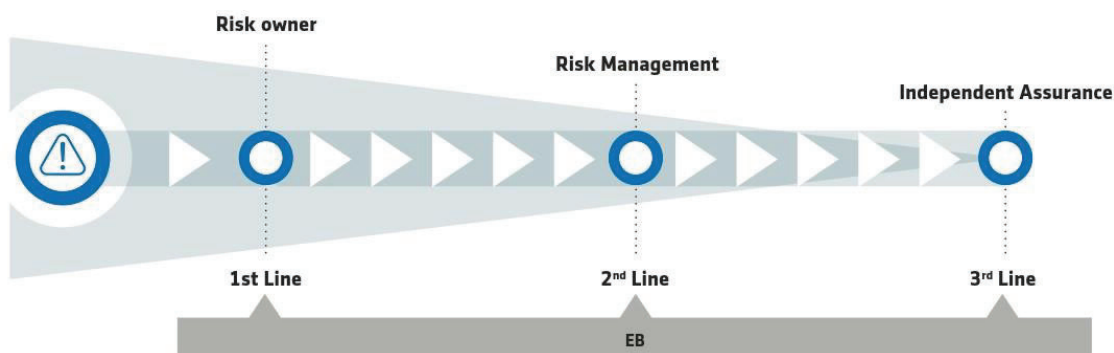 Risk owner
Risk Management
Independent Assurance
1st Line
2nd Line
3rd Line
EB